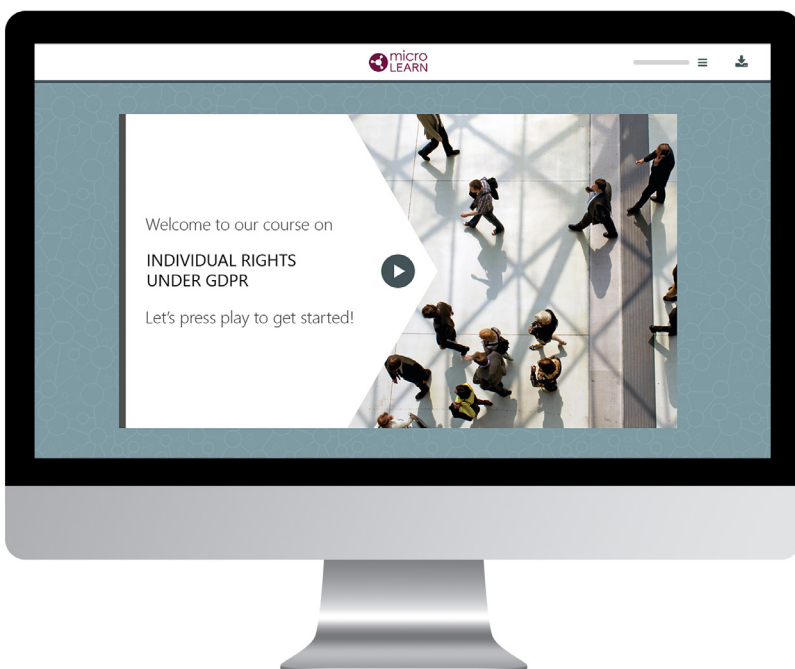 micro
LEARN
Welcome to our course on
INDIVIDUAL RIGHTS
UNDER GDPR
Let's press play to get started!